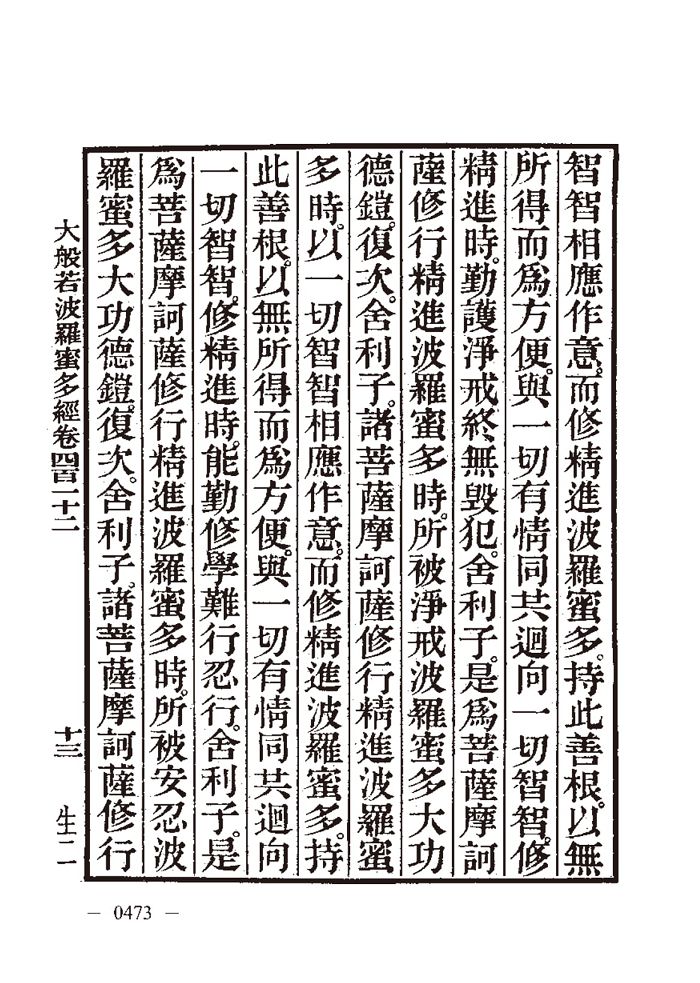 智智相應作意。而修精進波羅蜜多。持此善根。以無
所得而爲方便。與一切有情同共迴向一切智智。修
精進時。勤護淨戒終無毀犯。舍利子。是爲菩薩摩訶
薩修行精進波羅蜜多時。所被淨戒波羅蜜多大功
德鎧。復次。舍利子。諸菩薩摩訶薩修行精進波羅蜜
多時。以一切智智相應作意。而修精進波羅蜜多。持
此善根。以無所得而爲方便。與一切有情同共迴向
一切智智。修精進時。能勤修學難行忍行。舍利子。是
爲菩薩摩訶薩修行精進波羅蜜多時。所被安忍波
羅蜜多大功德鎧。復次。舍利子。諸菩薩摩訶薩修行
大般若波羅蜜多經卷四百一十二 十三 生二
— 0473 —